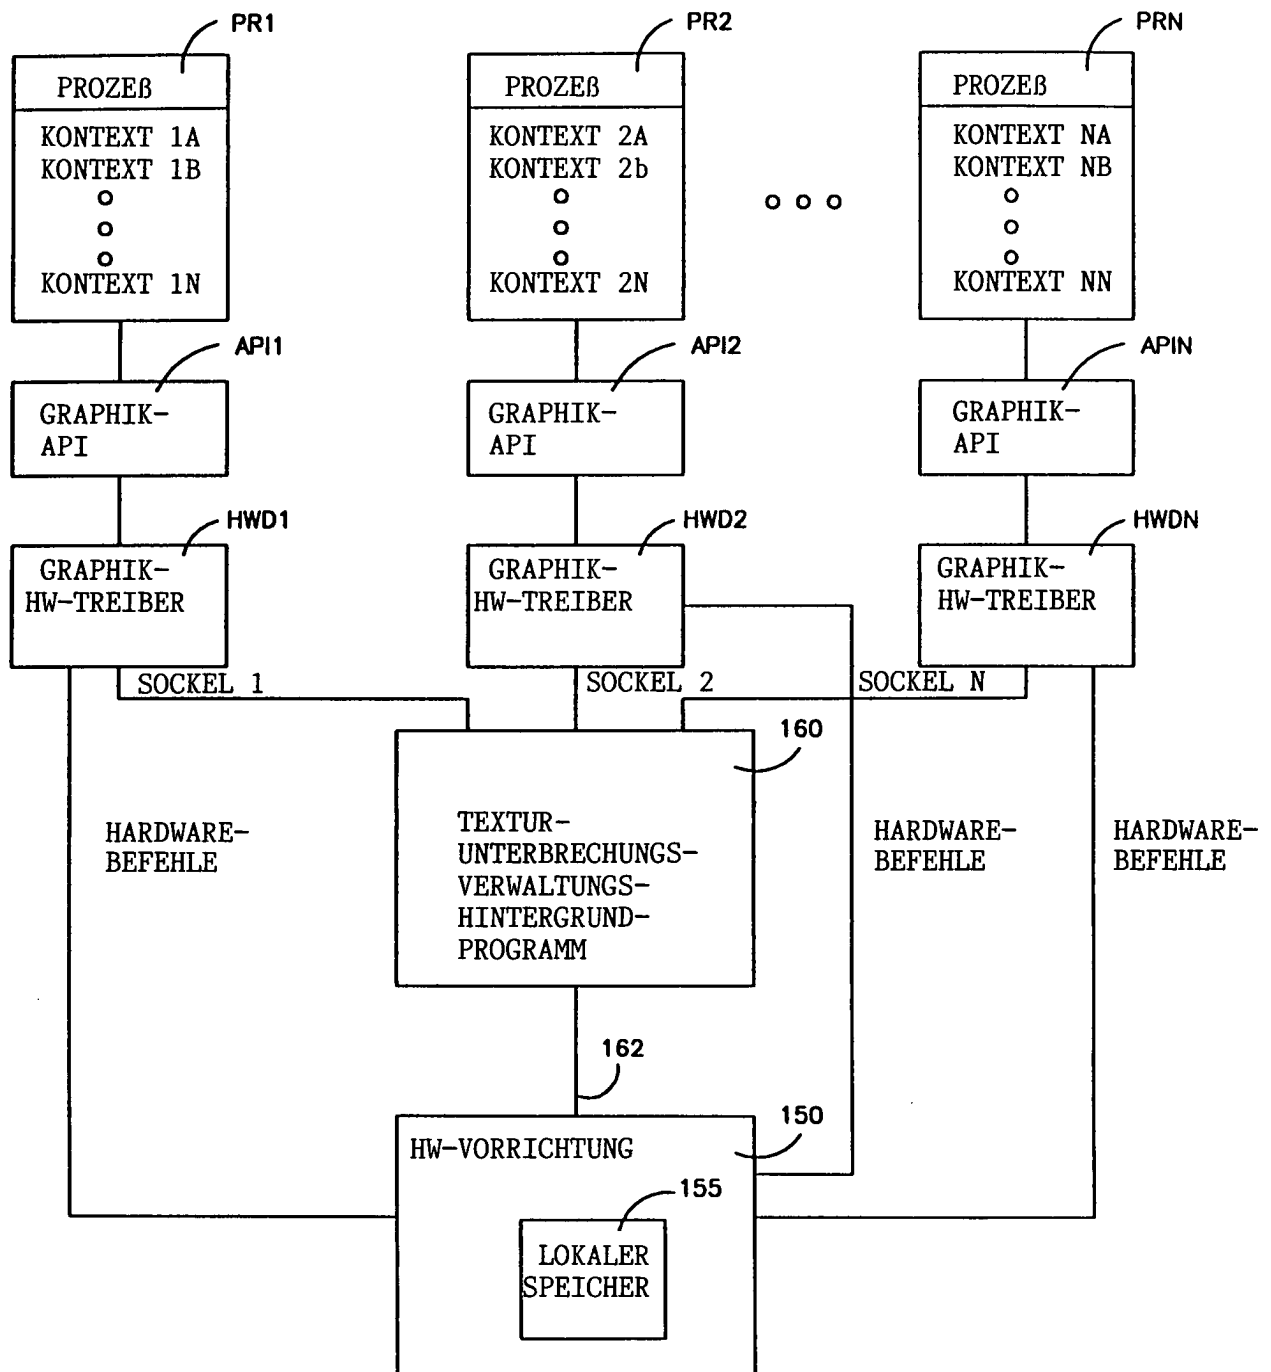 PR1
PR2
PRN
PROZEß
PROZEß
PROZEß
KONTEXT 1A
KONTEXT 1B
KONTEXT 1N
KONTEXT 2A
KONTEXT 2b
KONTEXT 2N
KONTEXT NA
KONTEXT NB
KONTEXT NN
API1
API2
APIN
GRAPHIK-
API
GRAPHIK-
API
GRAPHIK-
API
HWD1
HWD2
HWDN
GRAPHIK-
HW-TREIBER
GRAPHIK-
HW-TREIBER
GRAPHIK-
HW-TREIBER
SOCKEL 1
SOCKEL 2
SOCKEL N
160
HARDWARE-
BEFEHLE
TEXTUR-
UNTERBRECHUNGS-
VERWALTUNGS-
HINTERGRUND-
PROGRAMM
HARDWARE-
BEFEHLE
HARDWARE-
BEFEHLE
162
150
HW-VORRICHTUNG
155
LOKALER
SPEICHER